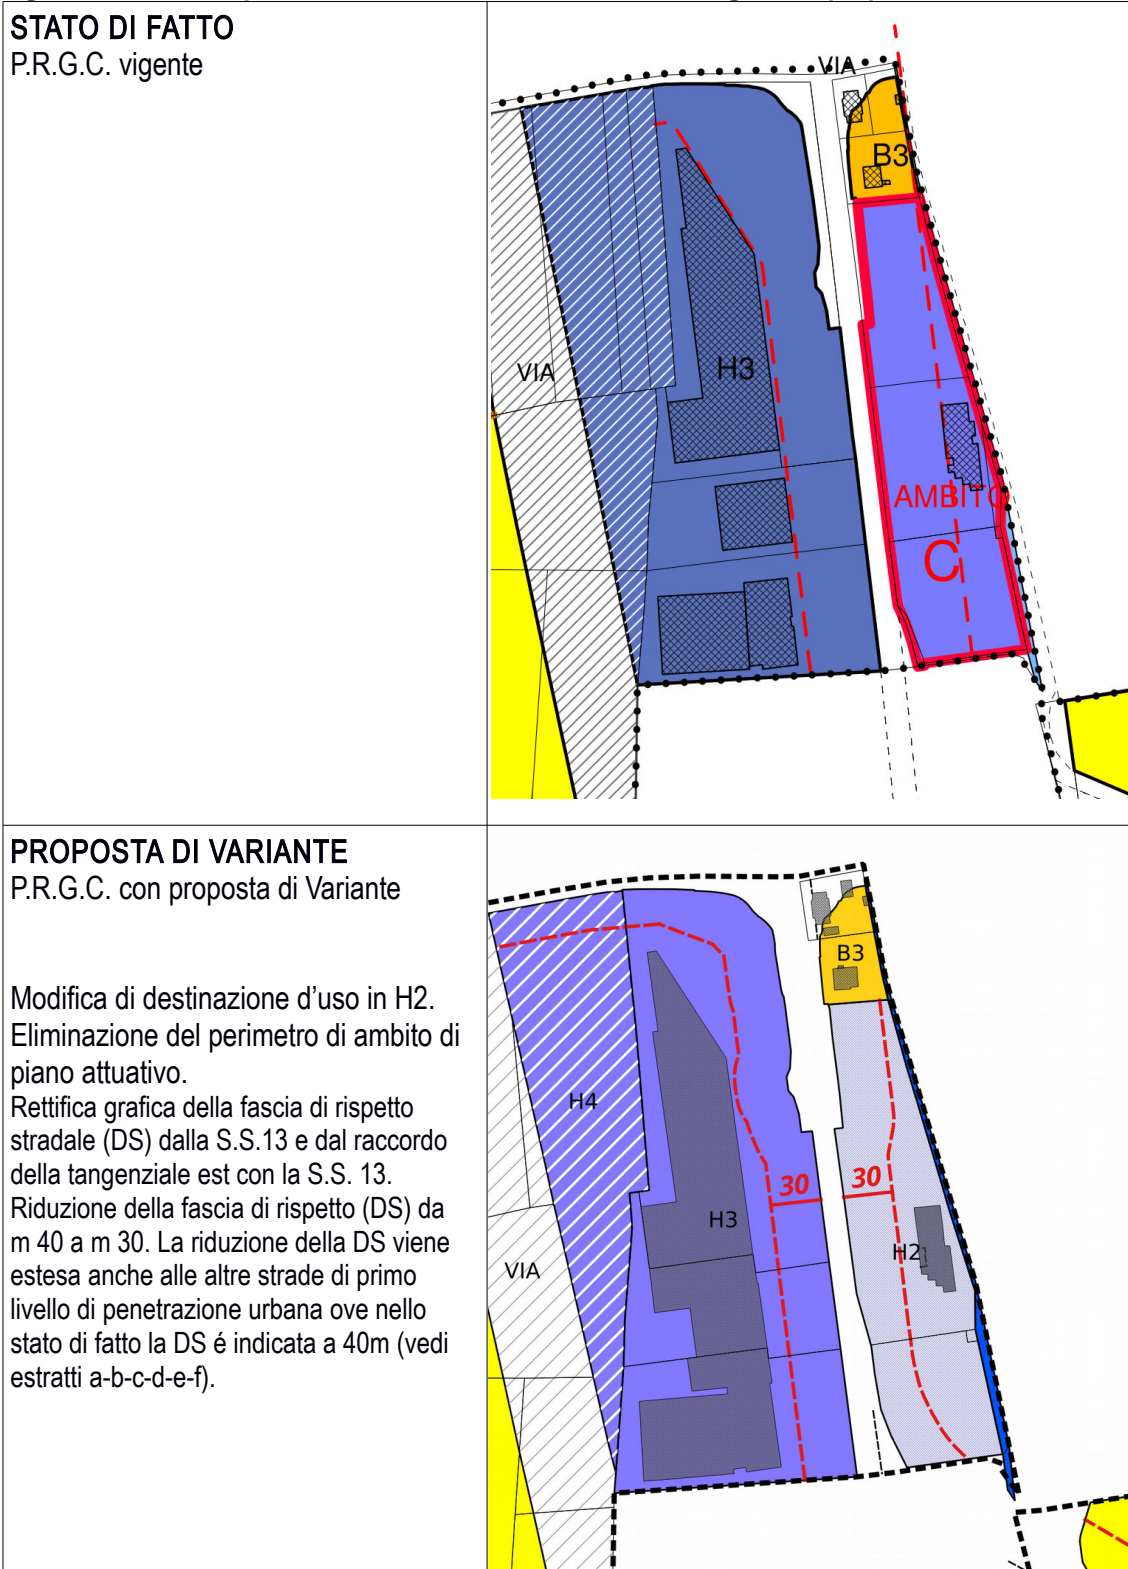 STATO DI FATTO
P.R.G.C. vigente
VIA
B3
VIA
H3
AMBITO
C
PROPOSTA DI VARIANTE
P.R.G.C. con proposta di Variante
Modifica di destinazione d'uso in H2.
Eliminazione del perimetro di ambito di
piano attuativo.
Rettifica grafica della fascia di rispetto
stradale (DS) dalla S.S.13 e dal raccordo
della tangenziale est con la S.S. 13.
Riduzione della fascia di rispetto (DS) da
m 40 a m 30. La riduzione della DS viene
estesa anche alle altre strade di primo
livello di penetrazione urbana ove nello
stato di fatto la DS é indicata a 40m (vedi
estratti a-b-c-d-e-f).
B3
H4
30
30
H3
H2
VIA